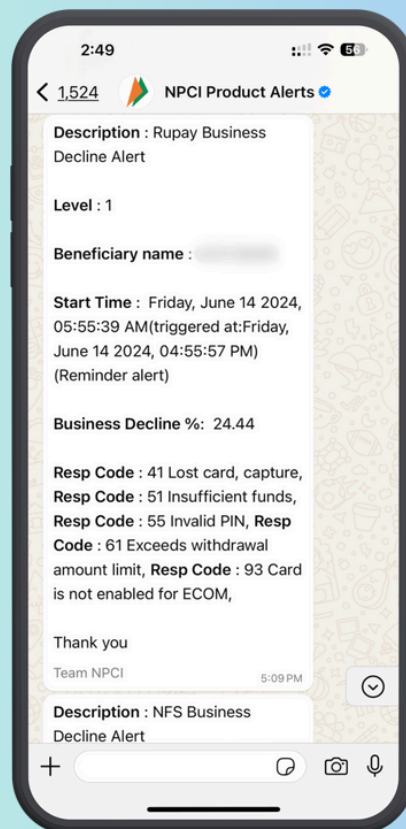 2:49
56
1,524 NPCI Product Alerts
Description : Rupay Business
Decline Alert
Level : 1
Beneficiary name :
Start Time :  Friday, June 14 2024,
05:55:39 AM(triggered at:Friday,
June 14 2024, 04:55:57 PM)
(Reminder alert)
Business Decline %:  24.44
Resp Code : 41 Lost card, capture,
Resp Code : 51 Insufficient funds,
Resp Code : 55 Invalid PIN, Resp
Code : 61 Exceeds withdrawal
amount limit, Resp Code : 93 Card
is not enabled for ECOM,
Thank you
Team NPCI
5:09 PM
Description : NFS Business
Decline Alert